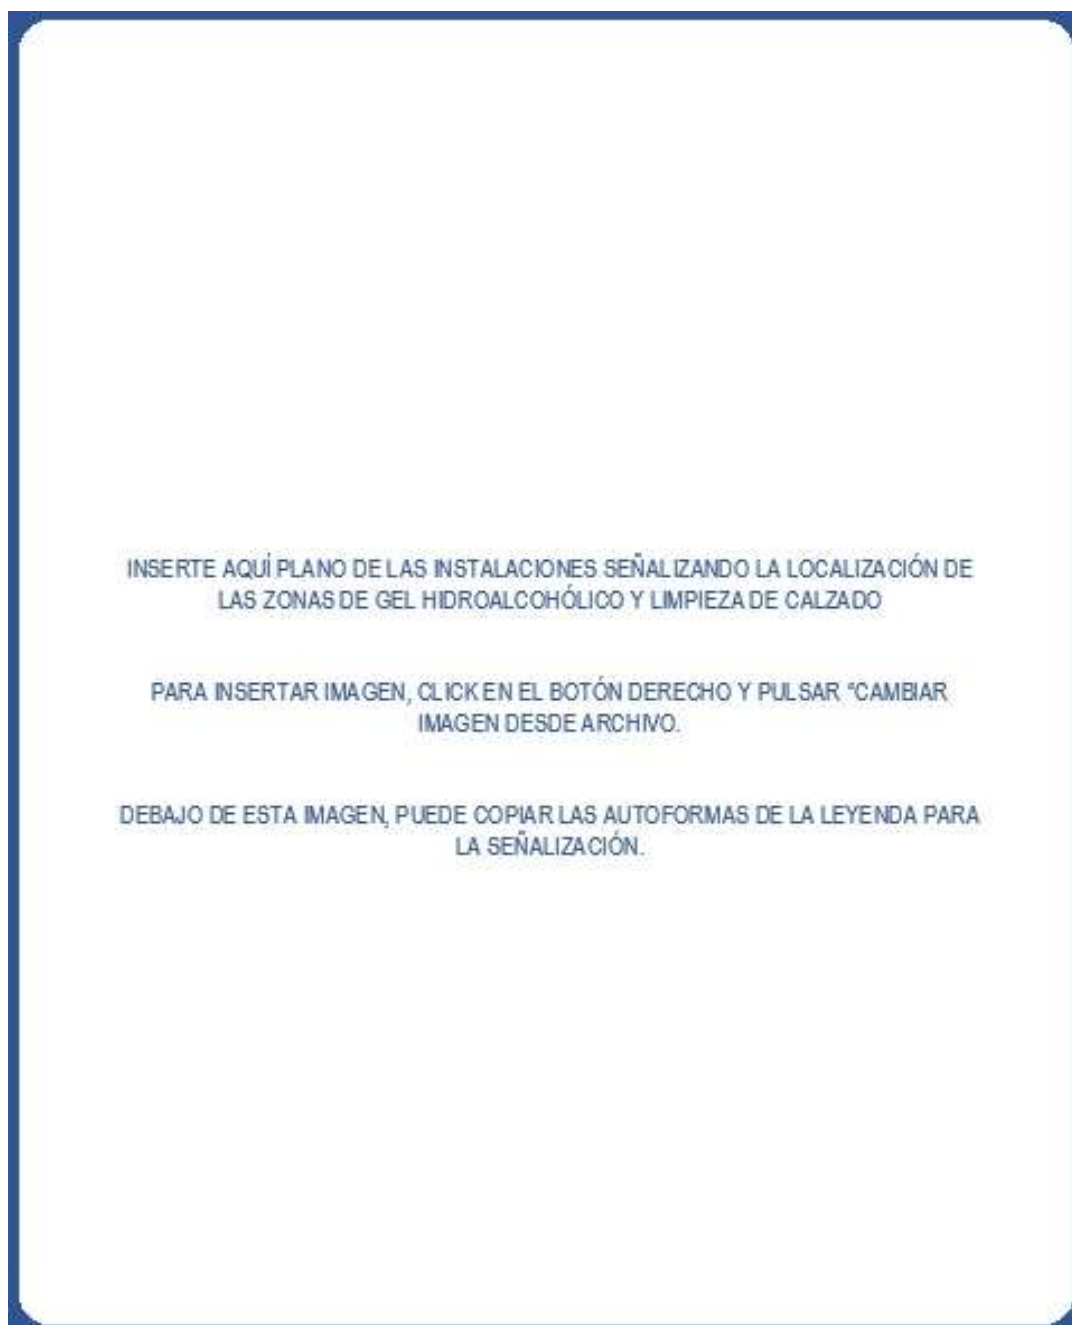 INSERTE AQUÍ PLANO DE LAS INSTALACIONES SEÑALIZANDO LA LOCALIZACIÓN DE
LAS ZONAS DE GEL HIDROALCOHÓLICO Y LIMPIEZA DE CALZADO
PARA INSERTAR IMAGEN, CLICK EN EL BOTÓN DERECHO Y PULSAR "CAMBIAR
IMAGEN DESDE ARCHIVO.
DEBAJO DE ESTA IMAGEN, PUEDE COPIAR LAS AUTOFORMAS DE LA LEYENDA PARA
LA SEÑALIZACIÓN.